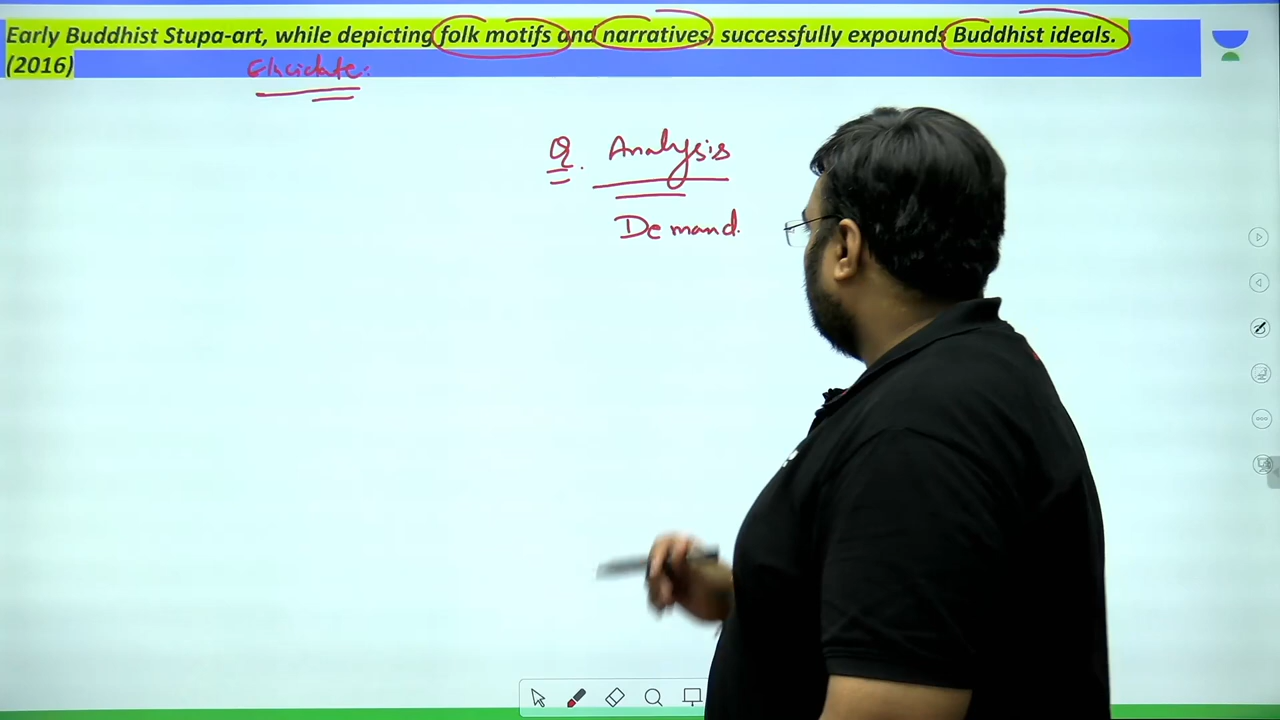 Early Buddhist Stupa-art, while depicting folk motifs and narratives, successfully expounds Buddhist ideals.
(2016)
Elucidate:
Q. Analysis
Demand.